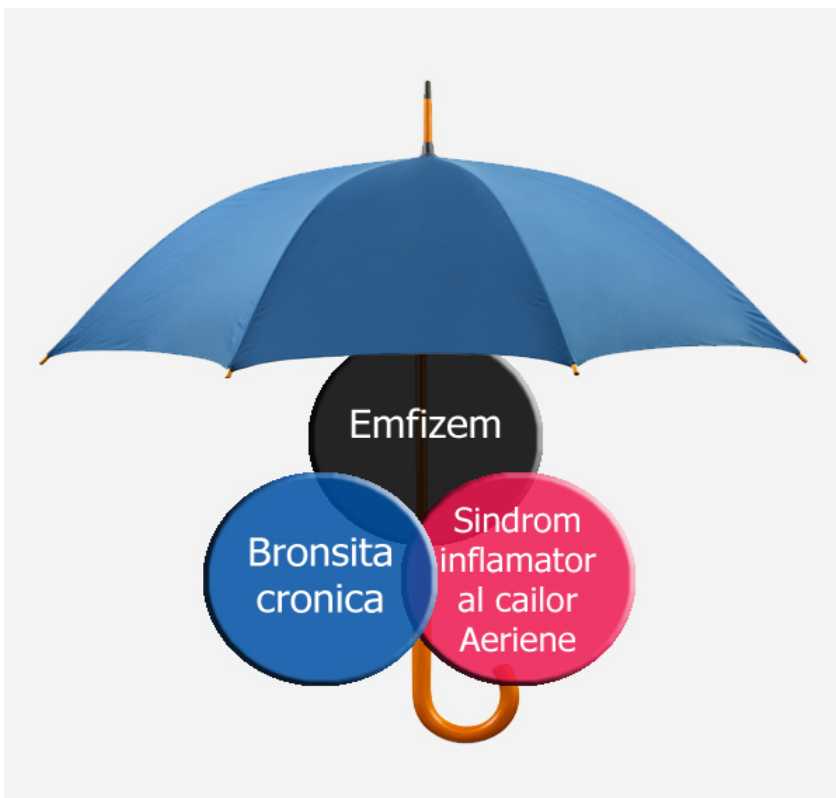 Emfizem
Bronsita
cronica
Sindrom
inflamator
al cailor
Aeriene